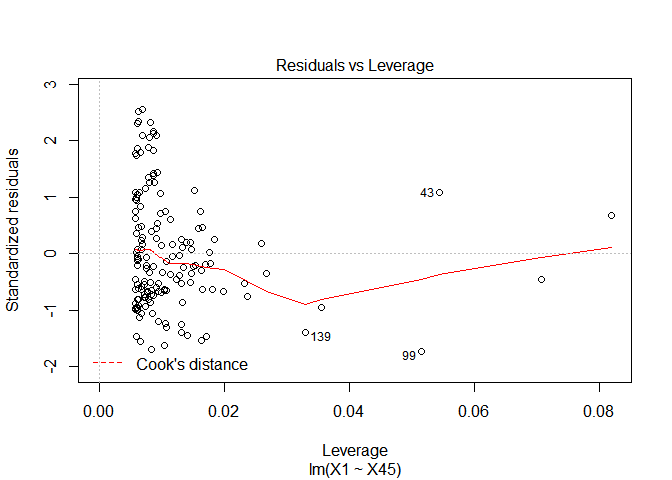 Residuals vs Leverage
Standardized residuals
3
2
1
0
-1
-2
43
139
99
Cook's distance
0.00 0.02 0.04 0.06 0.08
Leverage
lm(X1 ~ X45)